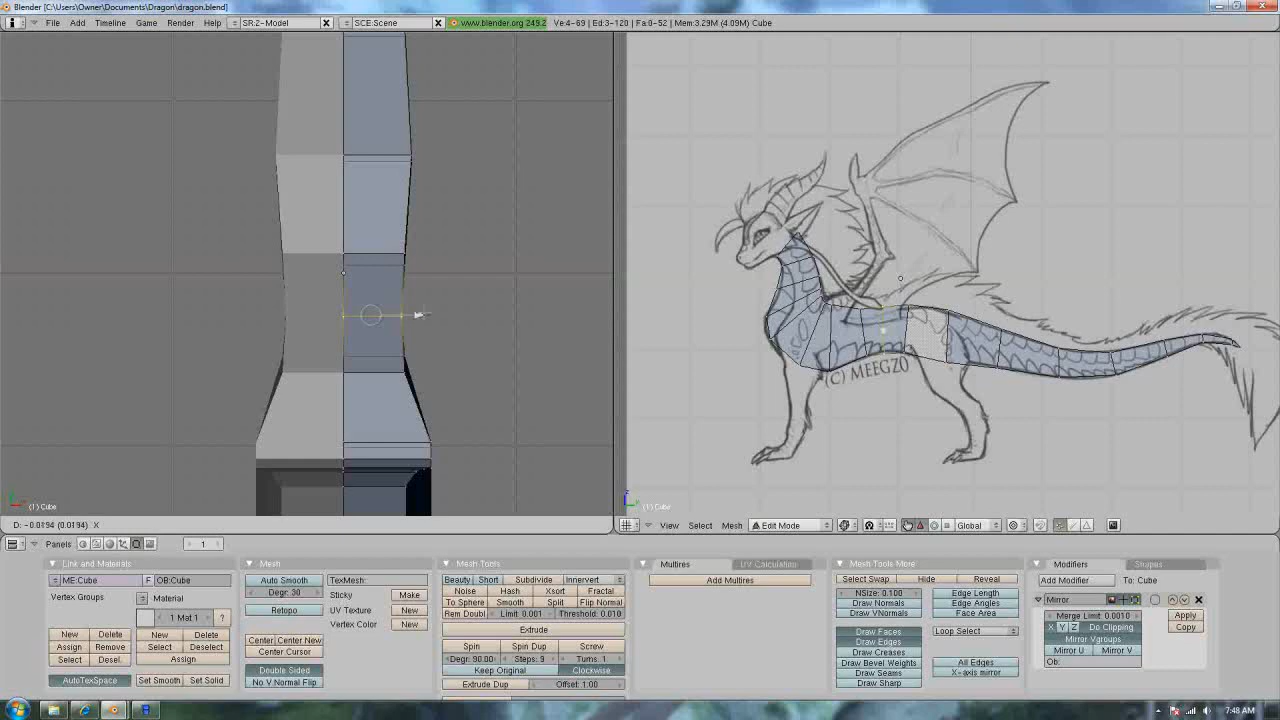 Blender [C:\Users\Owner\Documents\Dragon\dragon.blend]
File Add Timeline Game Render Help SR:2-Model SCE:Scene www.blender.org 249.2 Ve:4-69 | Ed:3-120 | Fa:0-52 | Mem:3.29M (4.09M) Cube
(C) MEEGZ0
(1) Cube
(1) Cube
D: -0.0194 (0.0194) X
View Select Mesh Edit Mode Global
Panels 1
Link and Materials
ME:Cube F OB:Cube
Vertex Groups Material
1 Mat 1 ?
New Delete New Delete
Assign Remove Select Deselect
Select Desel. Assign
AutoTexSpace Set Smooth Set Solid
Mesh
Auto Smooth TexMesh:
Degr: 30 Sticky Make
Retopo UV Texture New
Vertex Color New
Center Center New
Center Cursor
Double Sided
No V.Normal Flip
Mesh Tools
Beauty Short Subdivide Innervert
Noise Hash Xsort Fractal
To Sphere Smooth Split Flip Normal
Rem Doubl Limit: 0.001 Threshold: 0.010
Extrude
Spin Spin Dup Screw
Degr: 90.00 Steps: 9 Turns: 1
Keep Original Clockwise
Extrude Dup Offset: 1.00
Multires UV Calculation
Add Multires
Mesh Tools More
Select Swap Hide Reveal
NSize: 0.100 Edge Length
Draw Normals Edge Angles
Draw VNormals Face Area
Draw Faces Loop Select
Draw Edges
Draw Creases
Draw Bevel Weights All Edges
Draw Seams X-axis mirror
Draw Sharp
Modifiers Shapes
Add Modifier To: Cube
Mirror
Merge Limit: 0.0010 Apply
X Y Z Do Clipping Copy
Mirror Vgroups
Mirror U Mirror V
Ob:
7:48 AM